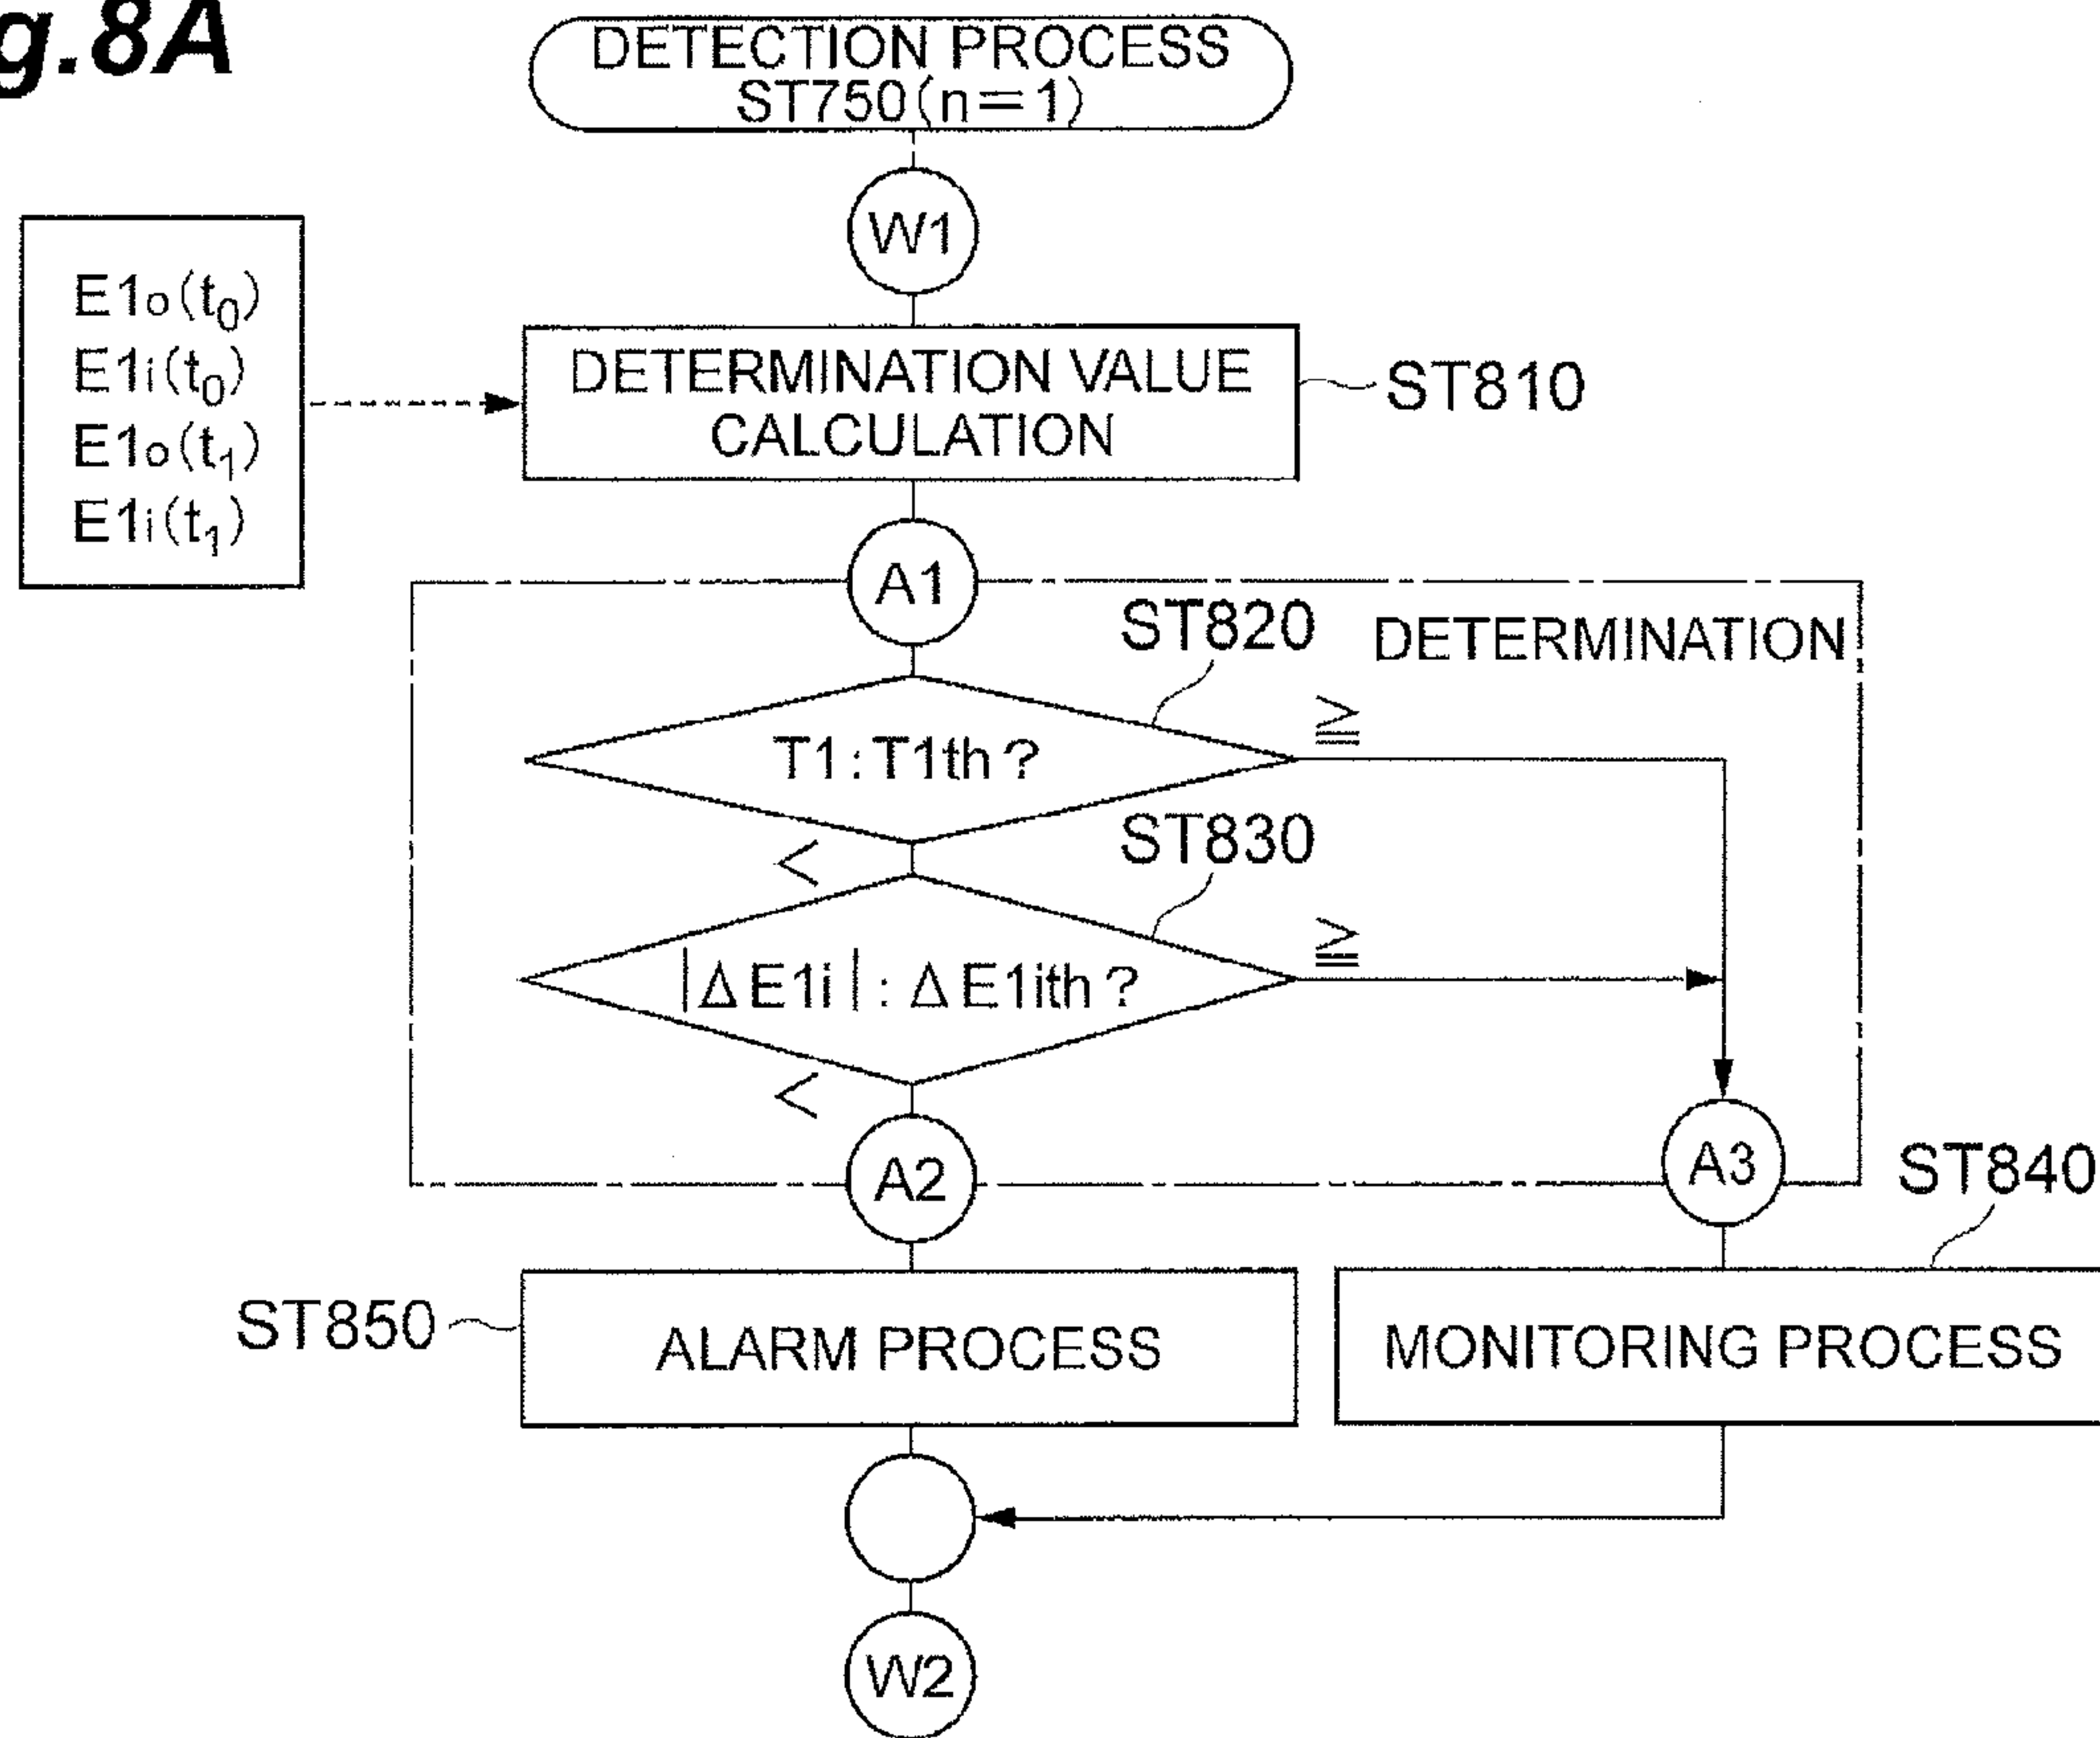 g.8A
DETECTION PROCESS
ST750(n=1)
W1
E1o(t₀)
E1i(t₀)
E1o(t₁)
E1i(t₁)
DETERMINATION VALUE
CALCULATION
ST810
A1
ST820
DETERMINATION
T1:T1th?
≧
<
ST830
|ΔE1i|:ΔE1ith?
≧
<
A2
A3
ST840
ST850
ALARM PROCESS
MONITORING PROCESS
W2